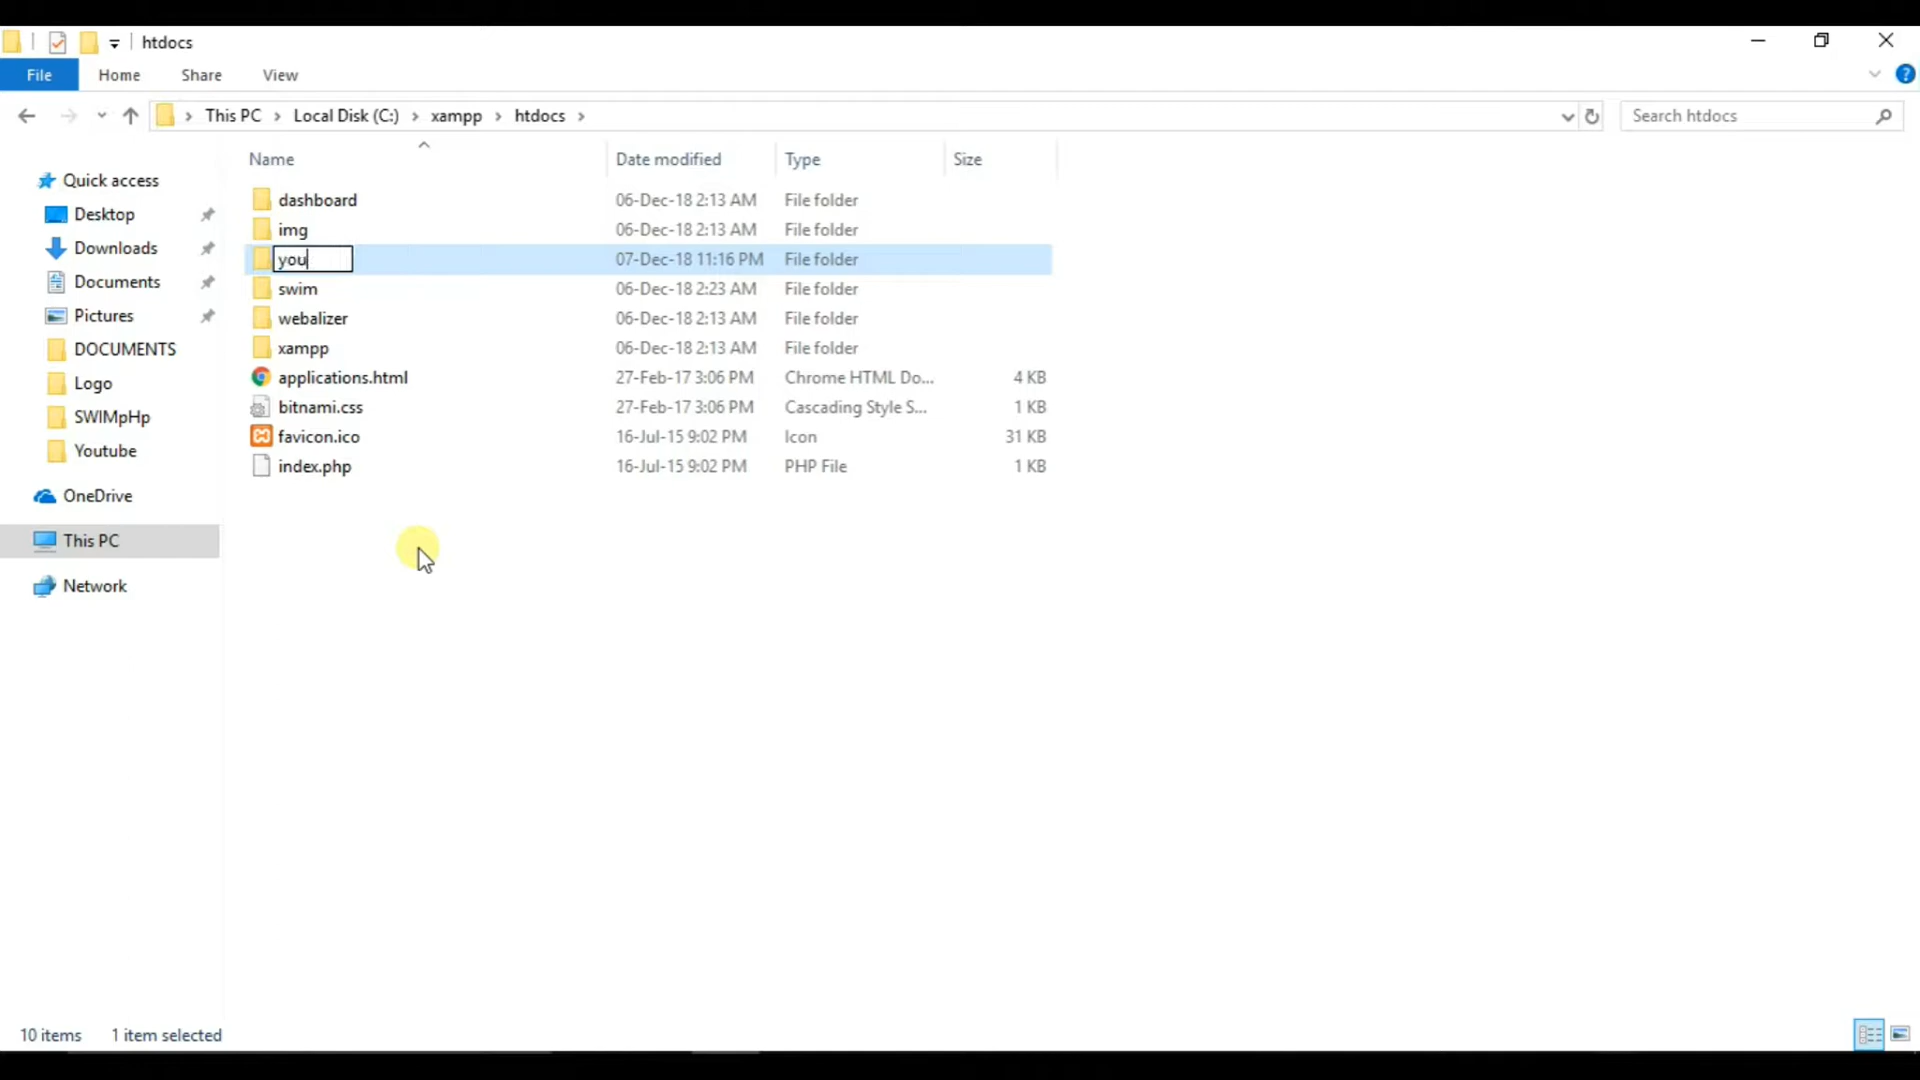 htdocs
File Home Share View
This PC Local Disk (C:) xampp htdocs Search htdocs
Name Date modified Type Size
Quick access
Desktop
Downloads
Documents
Pictures
DOCUMENTS
Logo
SWIMpHp
Youtube
OneDrive
This PC
Network
dashboard 06-Dec-18 2:13 AM File folder
img 06-Dec-18 2:13 AM File folder
you 07-Dec-18 11:16 PM File folder
swim 06-Dec-18 2:23 AM File folder
webalizer 06-Dec-18 2:13 AM File folder
xampp 06-Dec-18 2:13 AM File folder
applications.html 27-Feb-17 3:06 PM Chrome HTML Do... 4 KB
bitnami.css 27-Feb-17 3:06 PM Cascading Style S... 1 KB
favicon.ico 16-Jul-15 9:02 PM Icon 31 KB
index.php 16-Jul-15 9:02 PM PHP File 1 KB
10 items 1 item selected